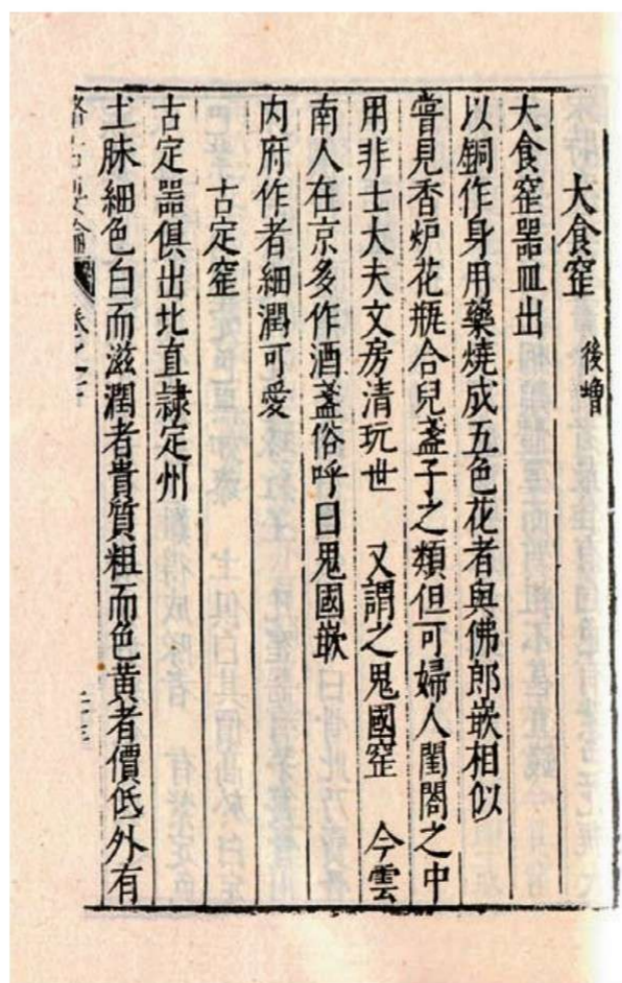 大食窑 後增
大食窑器皿出
以銅作身用藥燒成五色花者與佛郎嵌相似
嘗見香炉花瓶合兒盞子之類但可婦人閨閤之中
用非士大夫文房清玩世 又謂之鬼國窑 今雲
南人在京多作酒盞俗呼曰鬼國嵌
内府作者細潤可愛
古定窑
古定器俱出北直隷定州
土脉細色白而滋潤者貴質粗而色黄者價低外有